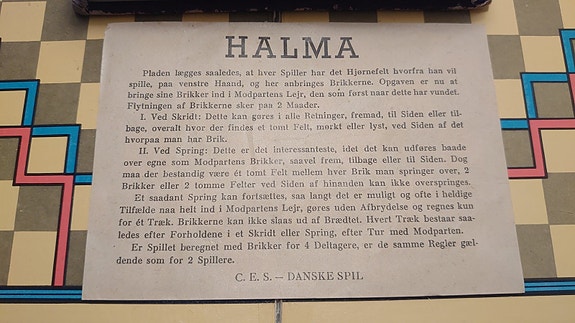 HALMA
Pladen lægges saaledes, at hver Spiller har det Hjørnefelt hvorfra han vil
spille, paa venstre Haand, og her anbringes Brikkerne. Opgaven er nu at
bringe sine Brikker ind i Modpartens Lejr, den som først naar dette har vundet.
Flytningen af Brikkerne sker paa 2 Maader.
I. Ved Skridt: Dette kan gøres i alle Retninger, fremad, til Siden eller til-
bage, overalt hvor der findes et tomt Felt, mørkt eller lyst, ved Siden af det
hvorpaa man har Brik.
II. Ved Spring: Dette er det interessanteste, idet det kan udføres baade
over egne som Modpartens Brikker, saavel frem, tilbage eller til Siden. Dog
maa der bestandig være ét tomt Felt mellem hver Brik man springer over, 2
Brikker eller 2 tomme Felter ved Siden af hinanden kan ikke overspringes.
Et saadant Spring kan fortsættes, saa langt det er muligt og ofte i heldige
Tilfælde naa heli ind i Modpartens Lejr, gøres uden Afbrydelse og regnes kun
for ét Træk. Brikkerne kan ikke slaas ud af Brædtet. Hvert Træk bestaar saa-
ledes efter Forholdene i et Skridt eller Spring, efter Tur med Modparten.
Er Spillet beregnet med Brikker for 4 Deltagere, er de samme Regler gæl-
dende som for 2 Spillere.
C. E. S. — DANSKE SPIL